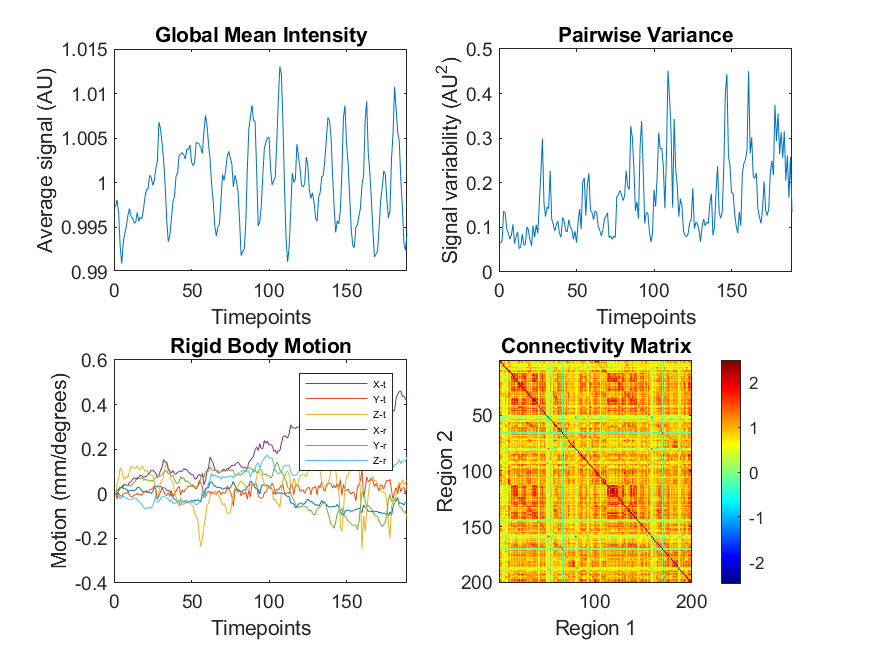 Global Mean Intensity
Average signal (AU)
1.015
1.01
1.005
1
0.995
0.99
0 50 100 150
Timepoints
Pairwise Variance
Signal variability (AU²)
0.5
0.4
0.3
0.2
0.1
0
0 50 100 150
Timepoints
Rigid Body Motion
Motion (mm/degrees)
0.6
0.4
0.2
0
-0.2
-0.4
0 50 100 150
Timepoints
X-t
Y-t
Z-t
X-r
Y-r
Z-r
Connectivity Matrix
Region 2
50
100
150
200
100 200
Region 1
2
1
0
-1
-2